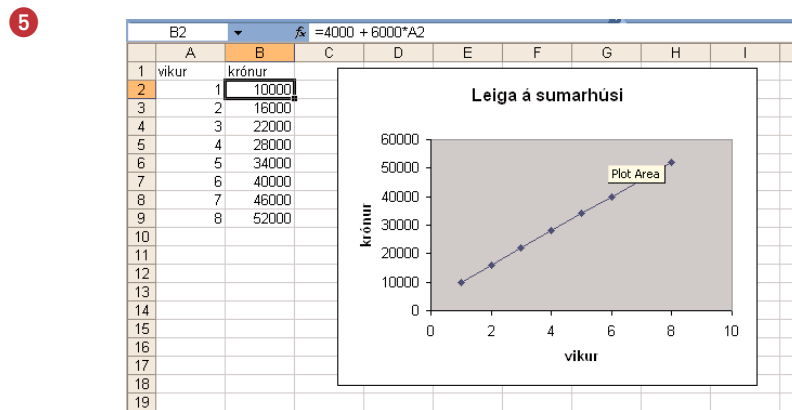 5
B2 fx =4000 + 6000*A2
A B C D E F G H I
1 vikur krónur
2 1 10000
3 2 16000
4 3 22000
5 4 28000
6 5 34000
7 6 40000
8 7 46000
9 8 52000
10
11
12
13
14
15
16
17
18
19
Leiga á sumarhúsi
60000
50000
40000
30000
20000
10000
0
krónur
Plot Area
0 2 4 6 8 10
vikur